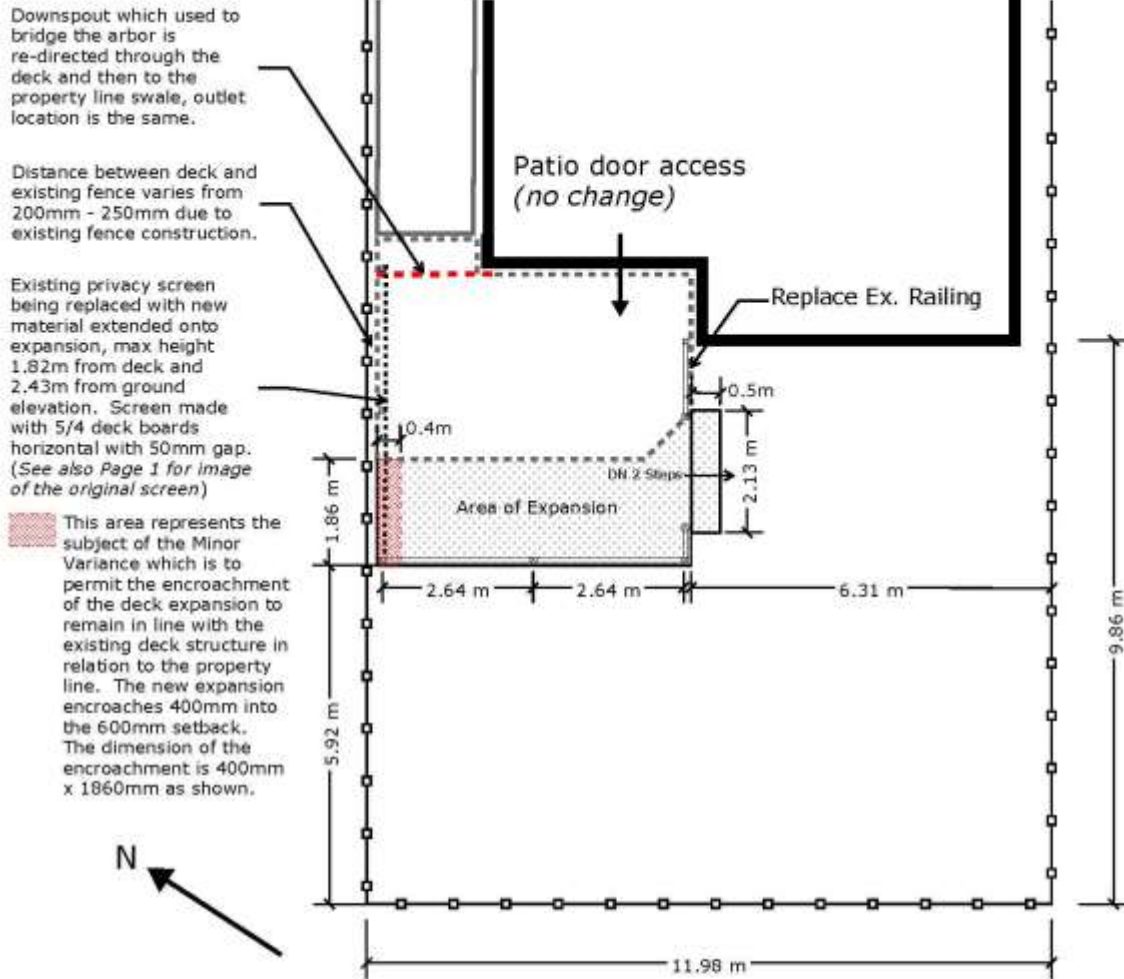 Downspout which used to
bridge the arbor is
re-directed through the
deck and then to the
property line swale, outlet
location is the same.
Distance between deck and
existing fence varies from
200mm - 250mm due to
existing fence construction.
Existing privacy screen
being replaced with new
material extended onto
expansion, max height
1.82m from deck and
2.43m from ground
elevation. Screen made
with 5/4 deck boards
horizontal with 50mm gap.
(See also Page 1 for image
of the original screen)
This area represents the
subject of the Minor
Variance which is to
permit the encroachment
of the deck expansion to
remain in line with the
existing deck structure in
relation to the property
line. The new expansion
encroaches 400mm into
the 600mm setback.
The dimension of the
encroachment is 400mm
x 1860mm as shown.
N
Patio door access
(no change)
Replace Ex. Railing
0.5m
0.4m
DN 2 Steps
2.13 m
Area of Expansion
1.86 m
2.64 m
2.64 m
6.31 m
9.86 m
5.92 m
11.98 m